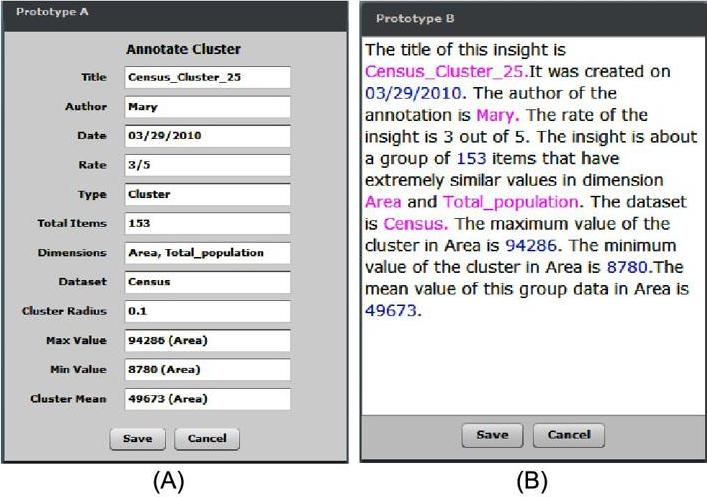 Prototype A
Annotate Cluster
Title Census_Cluster_25
Author Mary
Date 03/29/2010
Rate 3/5
Type Cluster
Total Items 153
Dimensions Area, Total_population
Dataset Census
Cluster Radius 0.1
Max Value 94286 (Area)
Min Value 8780 (Area)
Cluster Mean 49673 (Area)
Save Cancel
(A)
Prototype B
The title of this insight is
Census_Cluster_25.It was created on
03/29/2010. The author of the
annotation is Mary. The rate of the
insight is 3 out of 5. The insight is about
a group of 153 items that have
extremely similar values in dimension
Area and Total_population. The dataset
is Census. The maximum value of the
cluster in Area is 94286. The minimum
value of the cluster in Area is 8780.The
mean value of this group data in Area is
49673.
Save Cancel
(B)